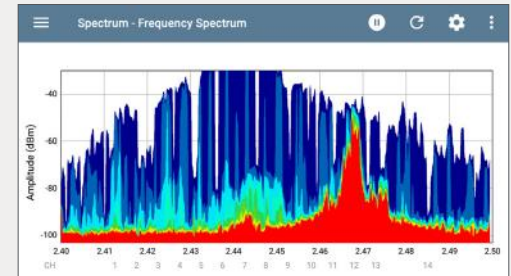 Spectrum - Frequency Spectrum
-40
-60
-80
-100
Amplitude (dBm)
2.40 2.41 2.42 2.43 2.44 2.45 2.46 2.47 2.48 2.49 2.50
CH 1 2 3 4 5 6 7 8 9 10 11 12 13 14